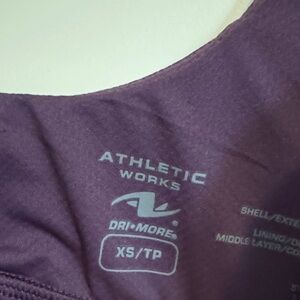 ATHLETIC
WORKS
DRI•MORE
XS/TP
SHELL/EXTE
LINING/D
MIDDLE LAYER/CO